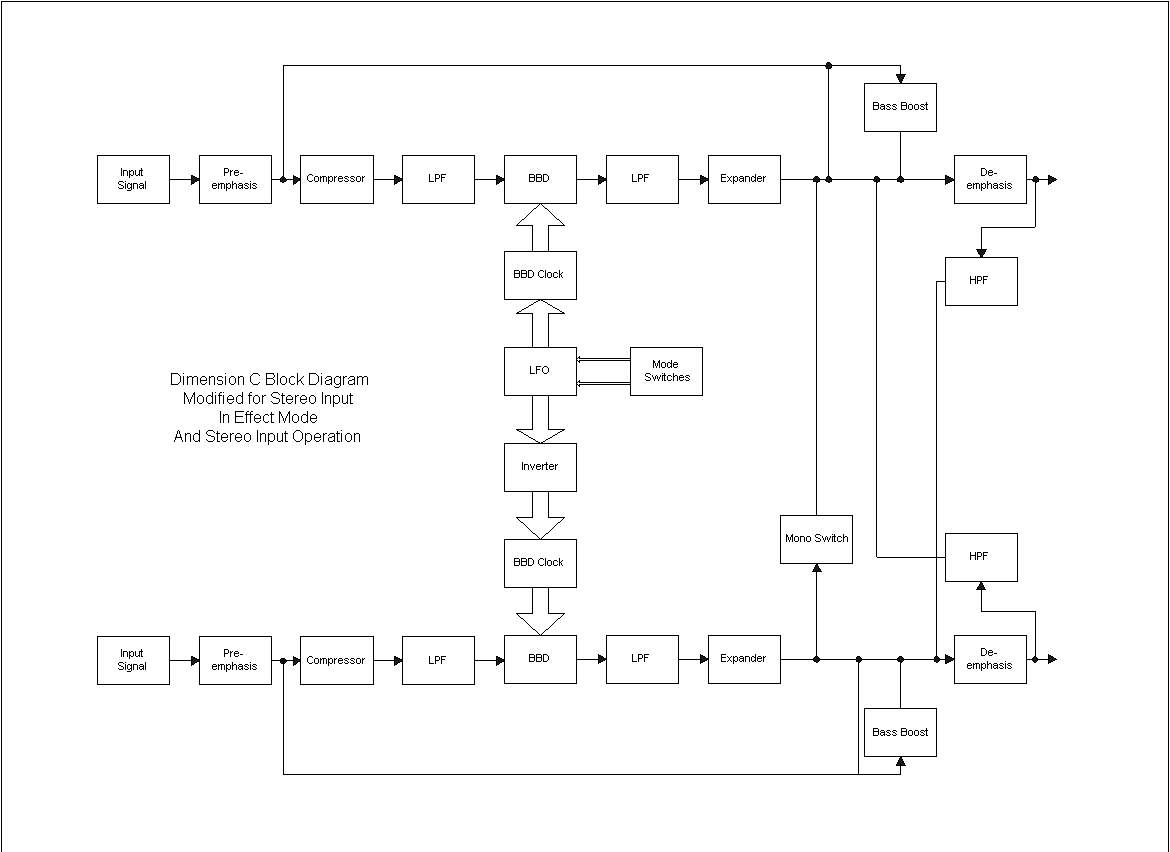 Bass Boost
Input
Signal
Pre-
emphasis
Compressor
LPF
BBD
LPF
Expander
De-
emphasis
BBD Clock
HPF
LFO
Mode
Switches
Dimension C Block Diagram
Modified for Stereo Input
In Effect Mode
And Stereo Input Operation
Inverter
Mono Switch
BBD Clock
HPF
Input
Signal
Pre-
emphasis
Compressor
LPF
BBD
LPF
Expander
De-
emphasis
Bass Boost